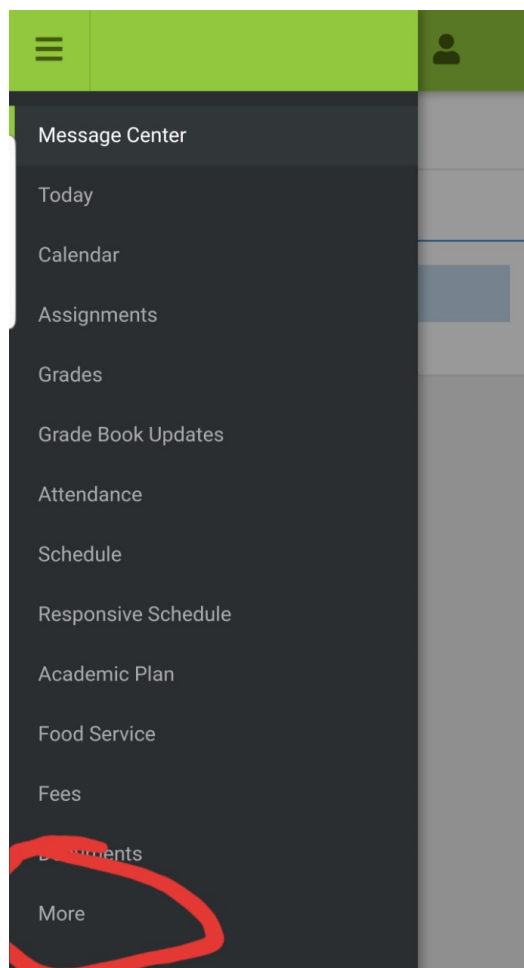 Message Center
Today
Calendar
Assignments
Grades
Grade Book Updates
Attendance
Schedule
Responsive Schedule
Academic Plan
Food Service
Fees
Documents
More